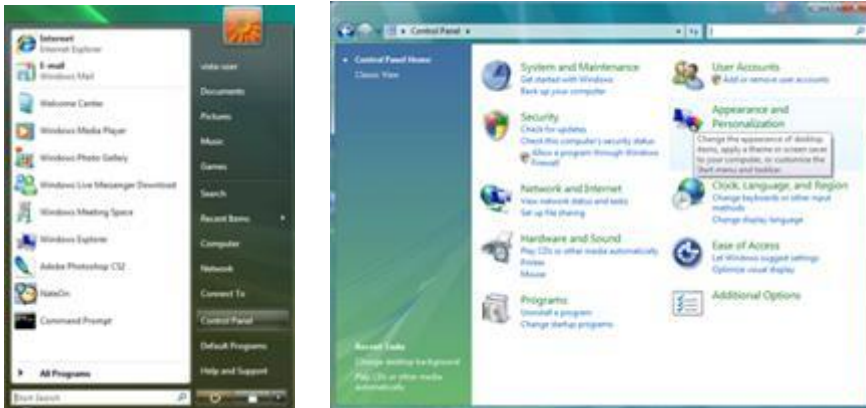 Internet
Internet Explorer
E-mail
Windows Mail
Welcome Center
Windows Media Player
Windows Photo Gallery
Windows Live Messenger Download
Windows Meeting Space
Windows Explorer
Adobe Photoshop CS2
NateOn
Command Prompt
All Programs
Start Search
vista user
Documents
Pictures
Music
Games
Search
Recent Items
Computer
Network
Connect To
Control Panel
Default Programs
Help and Support
Control Panel
Control Panel Home
Classic View
System and Maintenance
Get started with Windows
Back up your computer
Security
Check for updates
Check this computer's security status
Allow a program through Windows
Firewall
Network and Internet
View network status and tasks
Set up file sharing
Hardware and Sound
Play CDs or other media automatically
Printer
Mouse
Programs
Uninstall a program
Change startup programs
User Accounts
Add or remove user accounts
Appearance and
Personalization
Change the appearance of desktop
items, apply a theme or screen saver
to your computer, or customize the
Start menu and taskbar.
Clock, Language, and Region
Change keyboards or other input
methods
Change display language
Ease of Access
Let Windows suggest settings
Optimize visual display
Additional Options
Recent Tasks
Change desktop background
Play CDs or other media
automatically